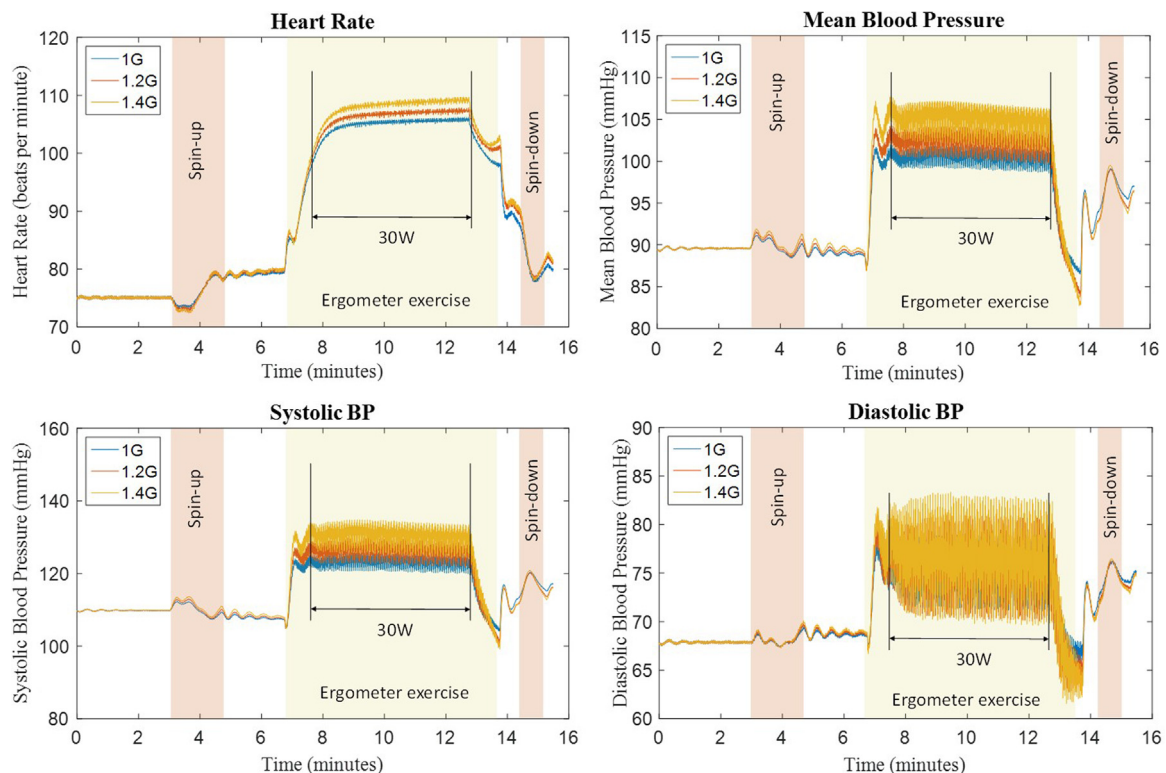 Heart Rate
Heart Rate (beats per minute)
120
110
100
90
80
70
1G
1.2G
1.4G
Spin-up
Spin-down
30W
Ergometer exercise
0 2 4 6 8 10 12 14 16
Time (minutes)
Mean Blood Pressure
Mean Blood Pressure (mmHg)
115
110
105
100
95
90
85
80
1G
1.2G
1.4G
Spin-up
Spin-down
30W
Ergometer exercise
0 2 4 6 8 10 12 14 16
Time (minutes)
Systolic BP
Systolic Blood Pressure (mmHg)
160
140
120
100
80
1G
1.2G
1.4G
Spin-up
Spin-down
30W
Ergometer exercise
0 2 4 6 8 10 12 14 16
Time (minutes)
Diastolic BP
Diastolic Blood Pressure (mmHg)
90
85
80
75
70
65
60
1G
1.2G
1.4G
Spin-up
Spin-down
30W
Ergometer exercise
0 2 4 6 8 10 12 14 16
Time (minutes)